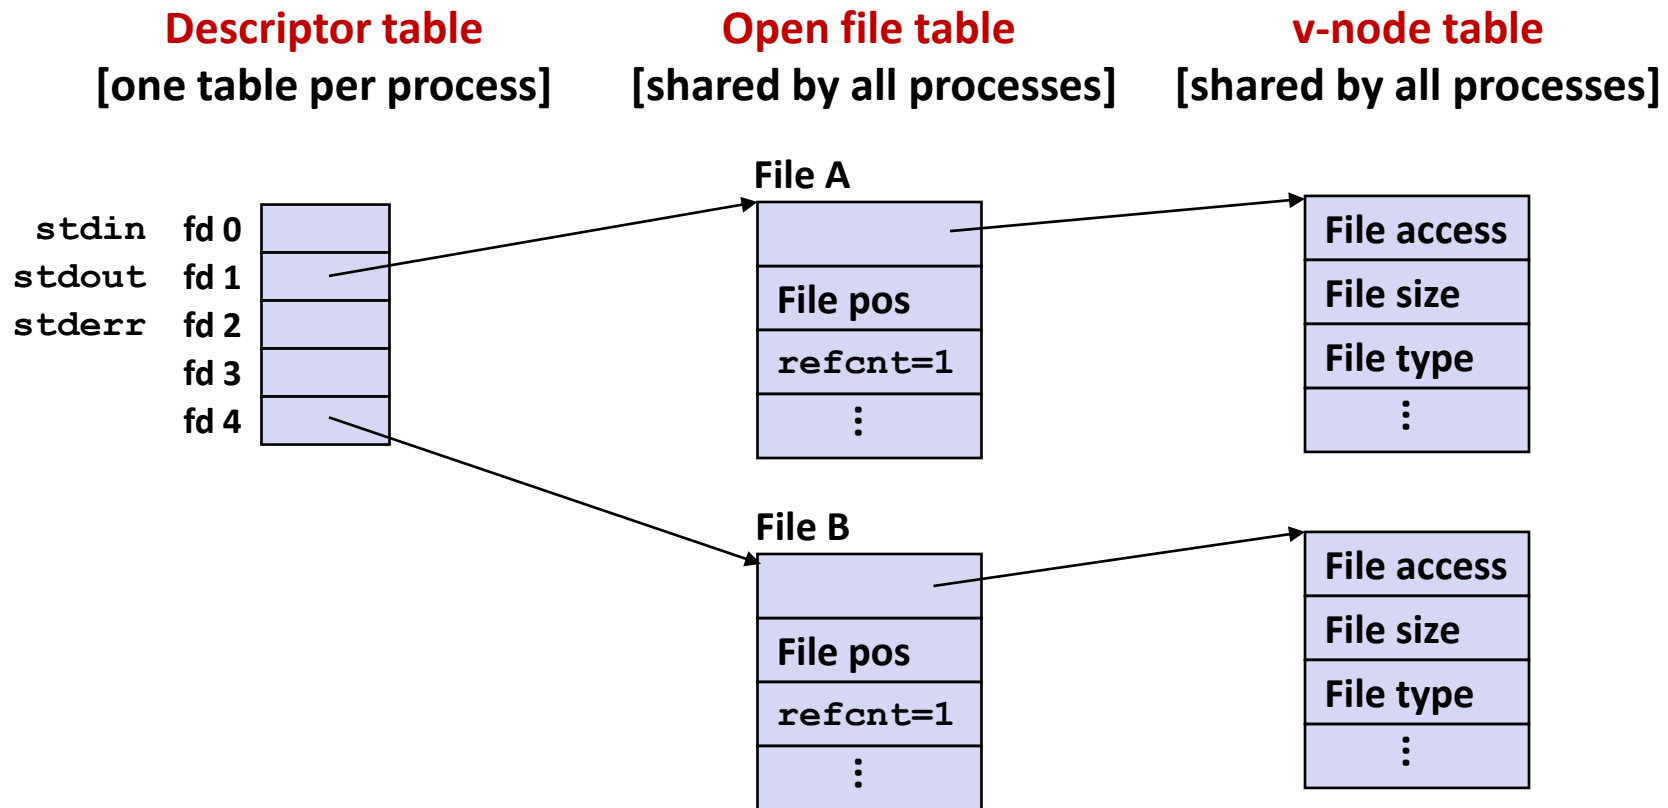 Descriptor table
[one table per process]
Open file table
[shared by all processes]
v-node table
[shared by all processes]
stdin fd 0
stdout fd 1
stderr fd 2
fd 3
fd 4
File A
File pos
refcnt=1
⋮
File access
File size
File type
⋮
File B
File pos
refcnt=1
⋮
File access
File size
File type
⋮